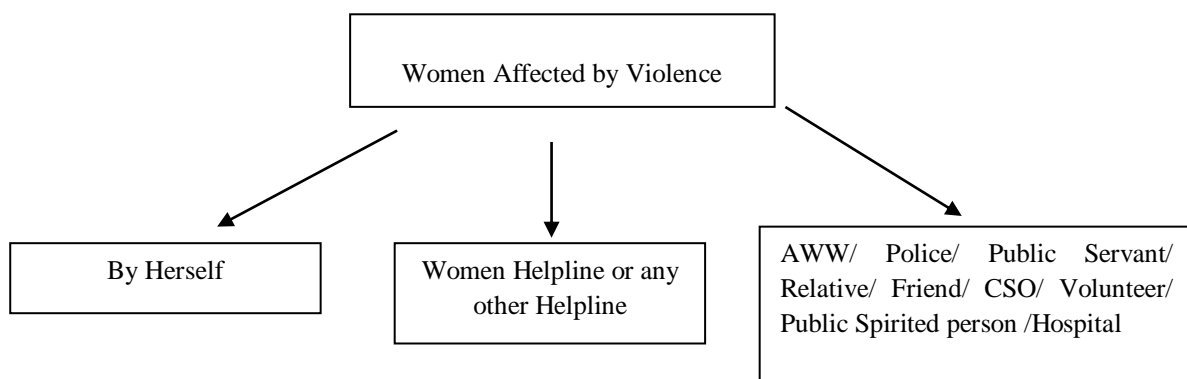 Women Affected by Violence
By Herself
Women Helpline or any
other Helpline
AWW/ Police/ Public Servant/
Relative/ Friend/ CSO/ Volunteer/
Public Spirited person /Hospital